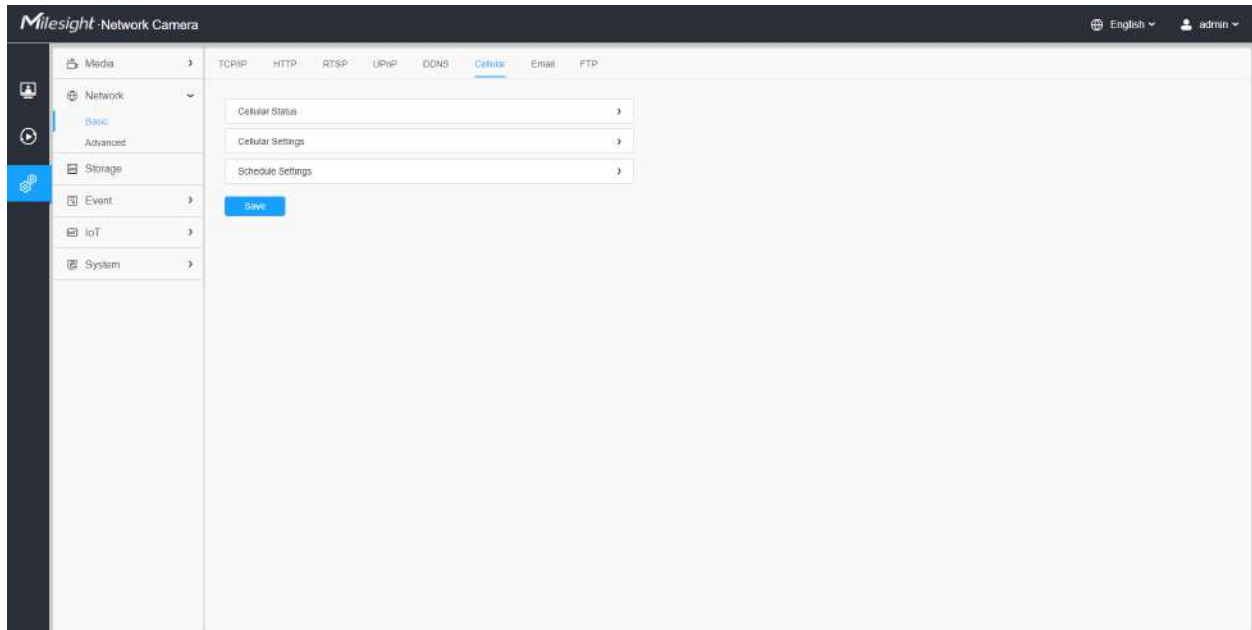 Milesight-Network Camera
English
admin
Media
TCP/IP HTTP RTSP UPnP DDNS Cellular Email FTP
Network
Basic
Advanced
Storage
Event
IoT
System
Cellular Status
Cellular Settings
Schedule Settings
Save